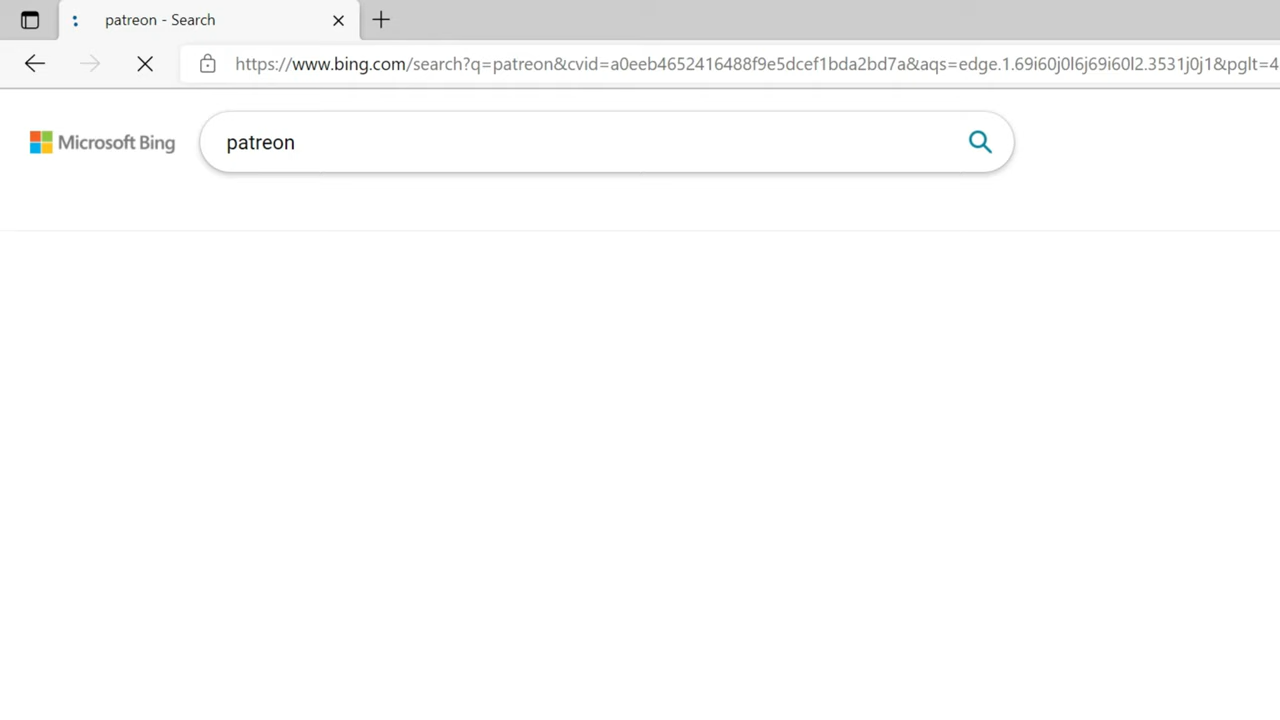 patreon - Search
https://www.bing.com/search?q=patreon&cvid=a0eeb4652416488f9e5dcef1bda2bd7a&aqs=edge.1.69i60j0l6j69i60l2.3531j0j1&pglt=4
Microsoft Bing
patreon